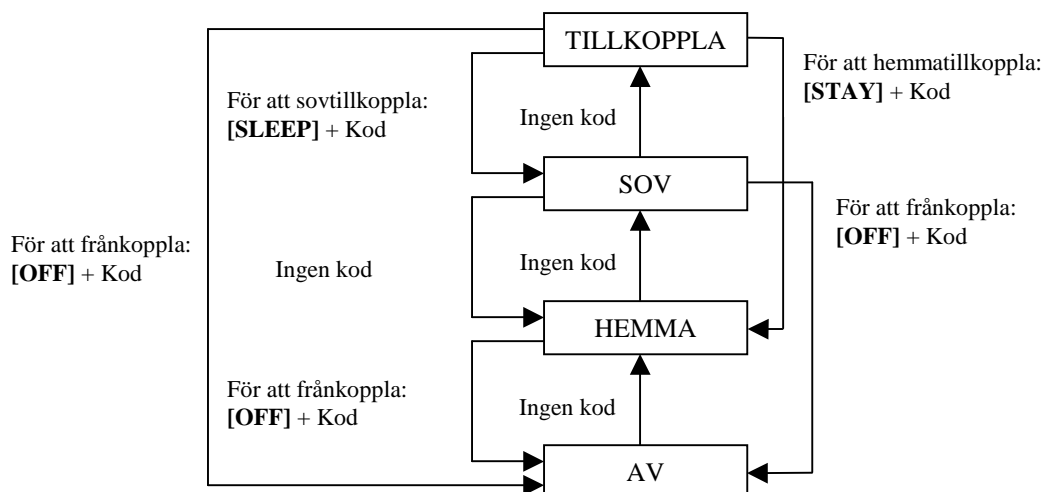 TILLKOPPLA
För att hemmatillkoppla:
[STAY] + Kod
För att sovtillkoppla:
[SLEEP] + Kod
Ingen kod
SOV
För att frånkoppla:
[OFF] + Kod
För att frånkoppla:
[OFF] + Kod
Ingen kod
Ingen kod
HEMMA
För att frånkoppla:
[OFF] + Kod
Ingen kod
AV